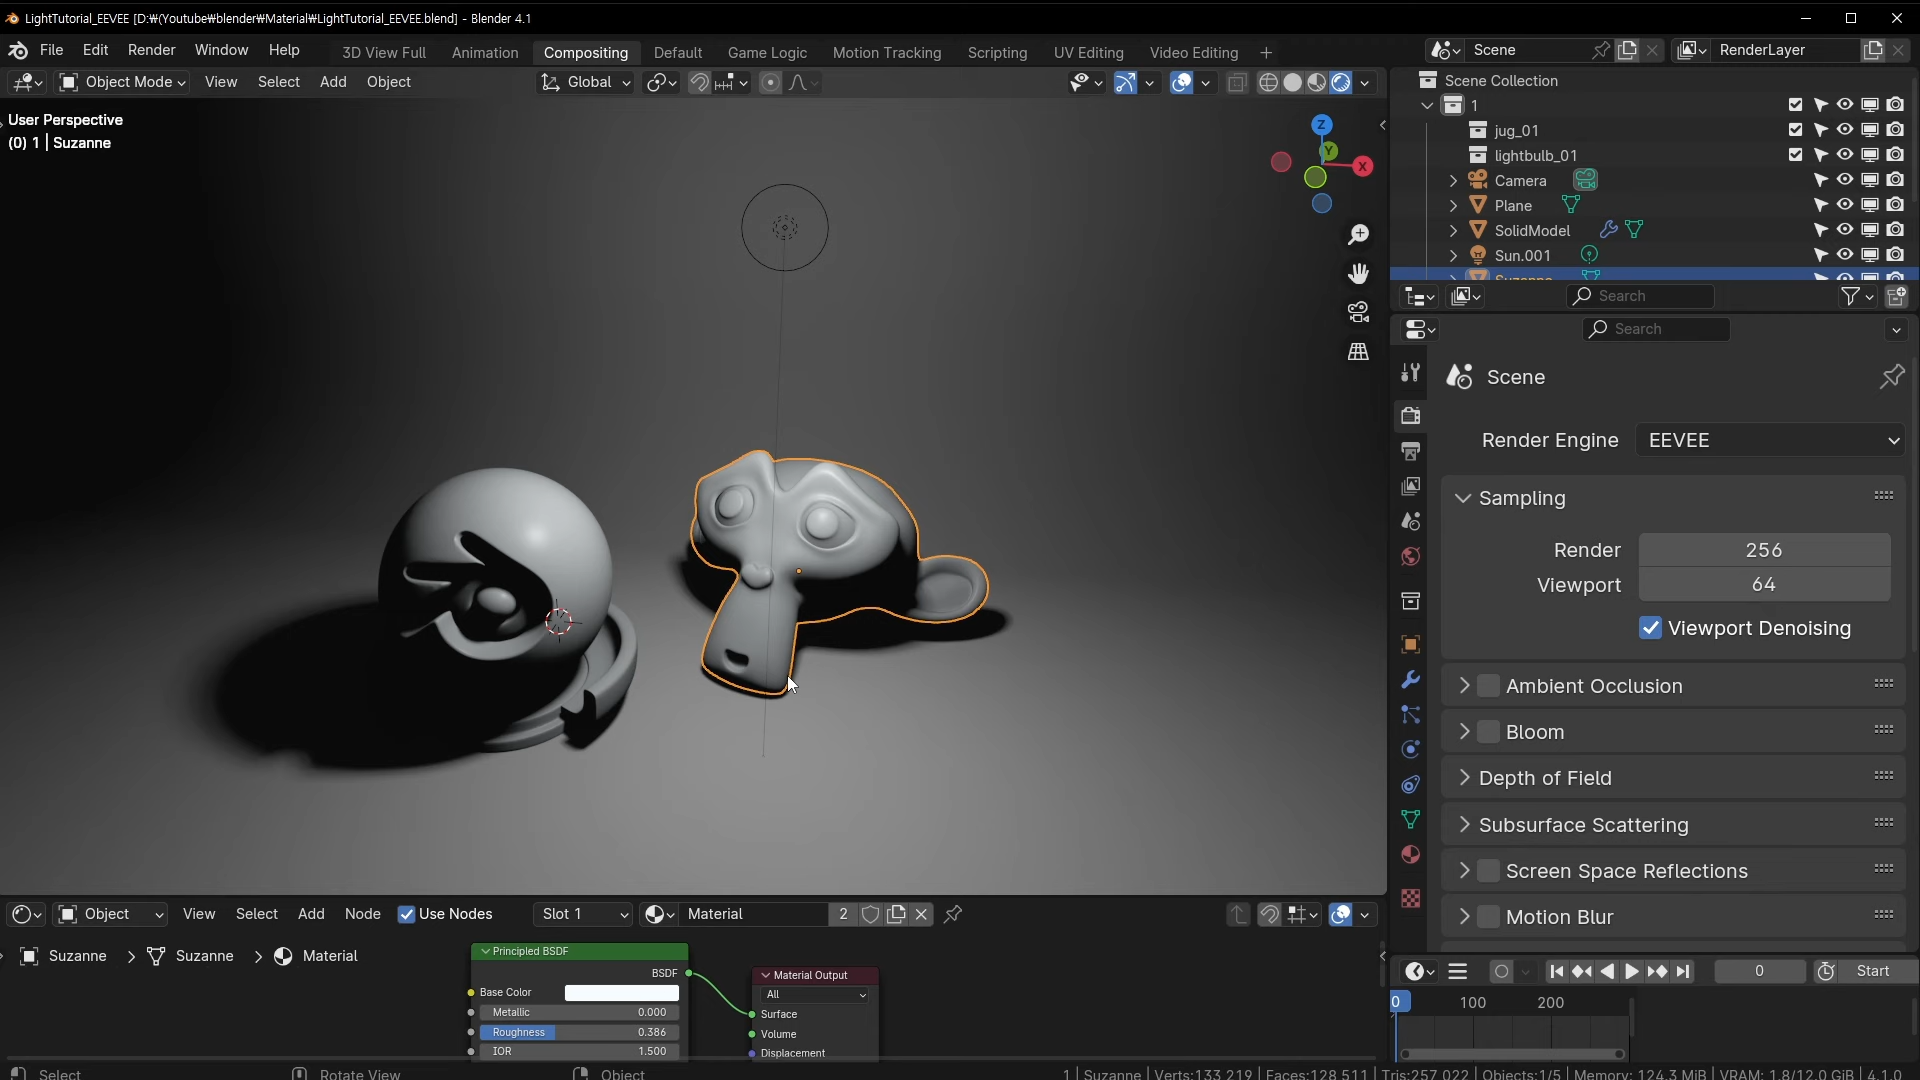 LightTutorial_EEVEE [D:₩(Youtube₩blender₩Material₩LightTutorial_EEVEE.blend] - Blender 4.1
File Edit Render Window Help 3D View Full Animation Compositing Default Game Logic Motion Tracking Scripting UV Editing Video Editing + Scene RenderLayer
Object Mode View Select Add Object Global
User Perspective
(0) 1 | Suzanne
Z
Y
X
Scene Collection
1
jug_01
lightbulb_01
Camera
Plane
SolidModel
Sun.001
Suzanne
Search
Search
Scene
Render Engine EEVEE
Sampling
Render 256
Viewport 64
Viewport Denoising
Ambient Occlusion
Bloom
Depth of Field
Subsurface Scattering
Screen Space Reflections
Motion Blur
Object View Select Add Node Use Nodes Slot 1 Material 2
Suzanne > Suzanne > Material
Principled BSDF
BSDF
Base Color
Metallic 0.000
Roughness 0.386
IOR 1.500
Material Output
All
Surface
Volume
Displacement
0 Start
0 100 200
Select Rotate View Object 1 | Suzanne | Verts:133,219 | Faces:128,511 | Tris:257,022 | Objects:1/5 | Memory: 124.3 MiB | VRAM: 1.8/12.0 GiB | 4.1.0